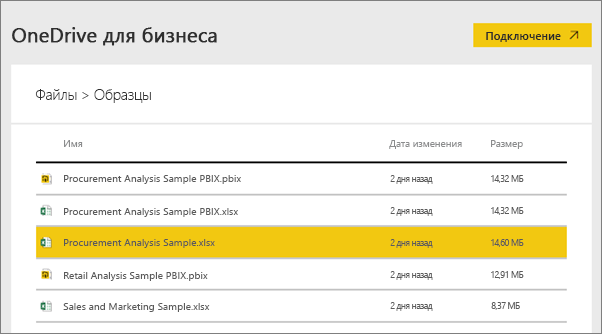 OneDrive для бизнеса
Подключение
Файлы > Образцы
Имя Дата изменения Размер
Procurement Analysis Sample PBIX.pbix 2 дня назад 14,32 МБ
Procurement Analysis Sample PBIX.xlsx 2 дня назад 14,32 МБ
Procurement Analysis Sample.xlsx 2 дня назад 14,60 МБ
Retail Analysis Sample PBIX.pbix 2 дня назад 12,91 МБ
Sales and Marketing Sample.xlsx 2 дня назад 8,37 МБ